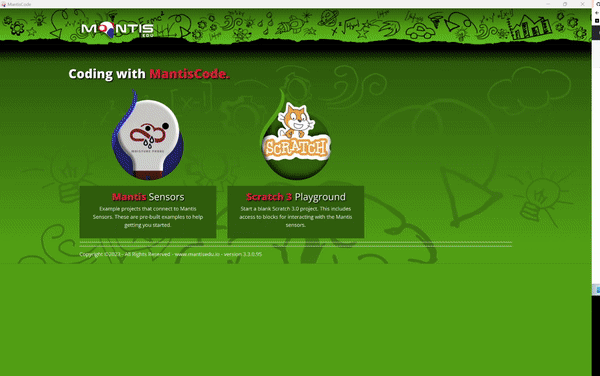 MantisCode
MANTIS
EDU
Coding with MantisCode.
MOISTURE PROBE
SCRATCH
Mantis Sensors
Example projects that connect to Mantis
Sensors. These are pre-built examples to help
getting you started.
Scratch 3 Playground
Start a blank Scratch 3.0 project. This includes
access to blocks for interacting with the Mantis
sensors.
Copyright ©2023 - All Rights Reserved - www.mantisedu.io - version 3.3.0.95